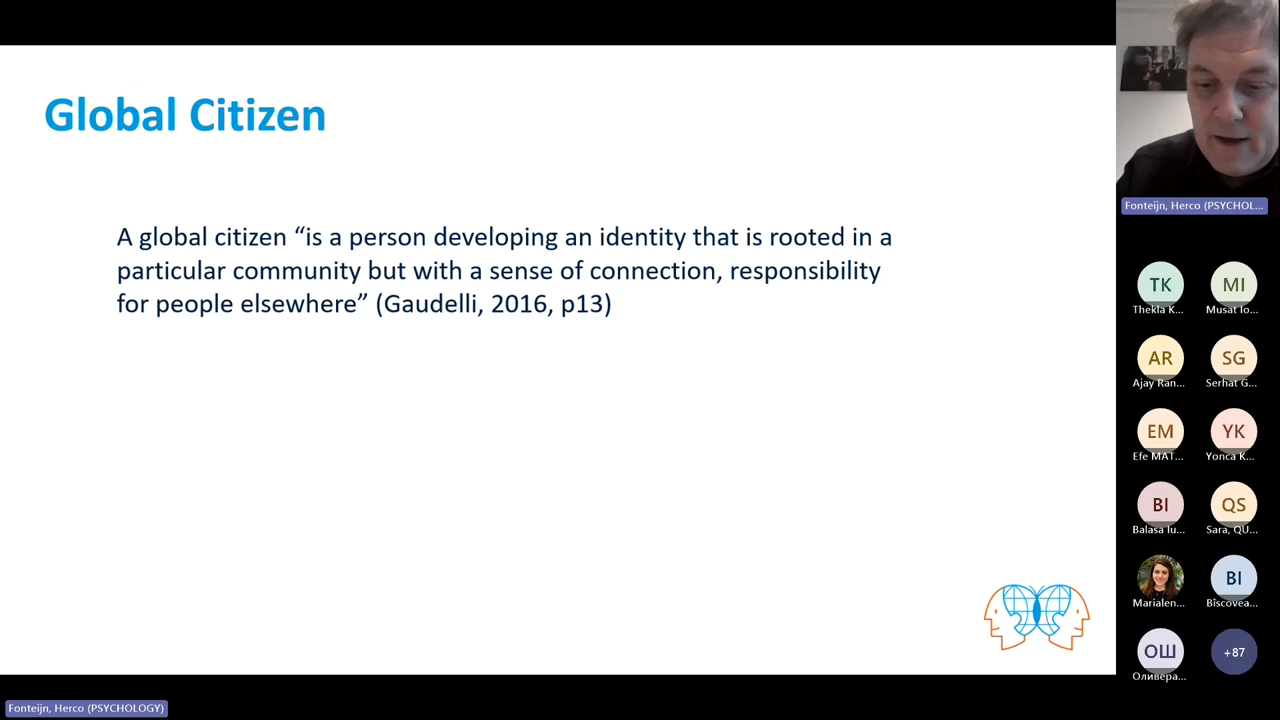 Global Citizen
A global citizen “is a person developing an identity that is rooted in a
particular community but with a sense of connection, responsibility
for people elsewhere” (Gaudelli, 2016, p13)
Fonteijn, Herco (PSYCHOL...
TK
MI
Thekla K...
Musat Io...
AR
SG
Ajay Ran...
Serhat G...
EM
YK
Efe MAT...
Yonca K...
BI
QS
Balasa Iu...
Sara, QU...
BI
Marialen...
Bîscovea...
ОШ
+87
Оливера...
Fonteijn, Herco (PSYCHOLOGY)